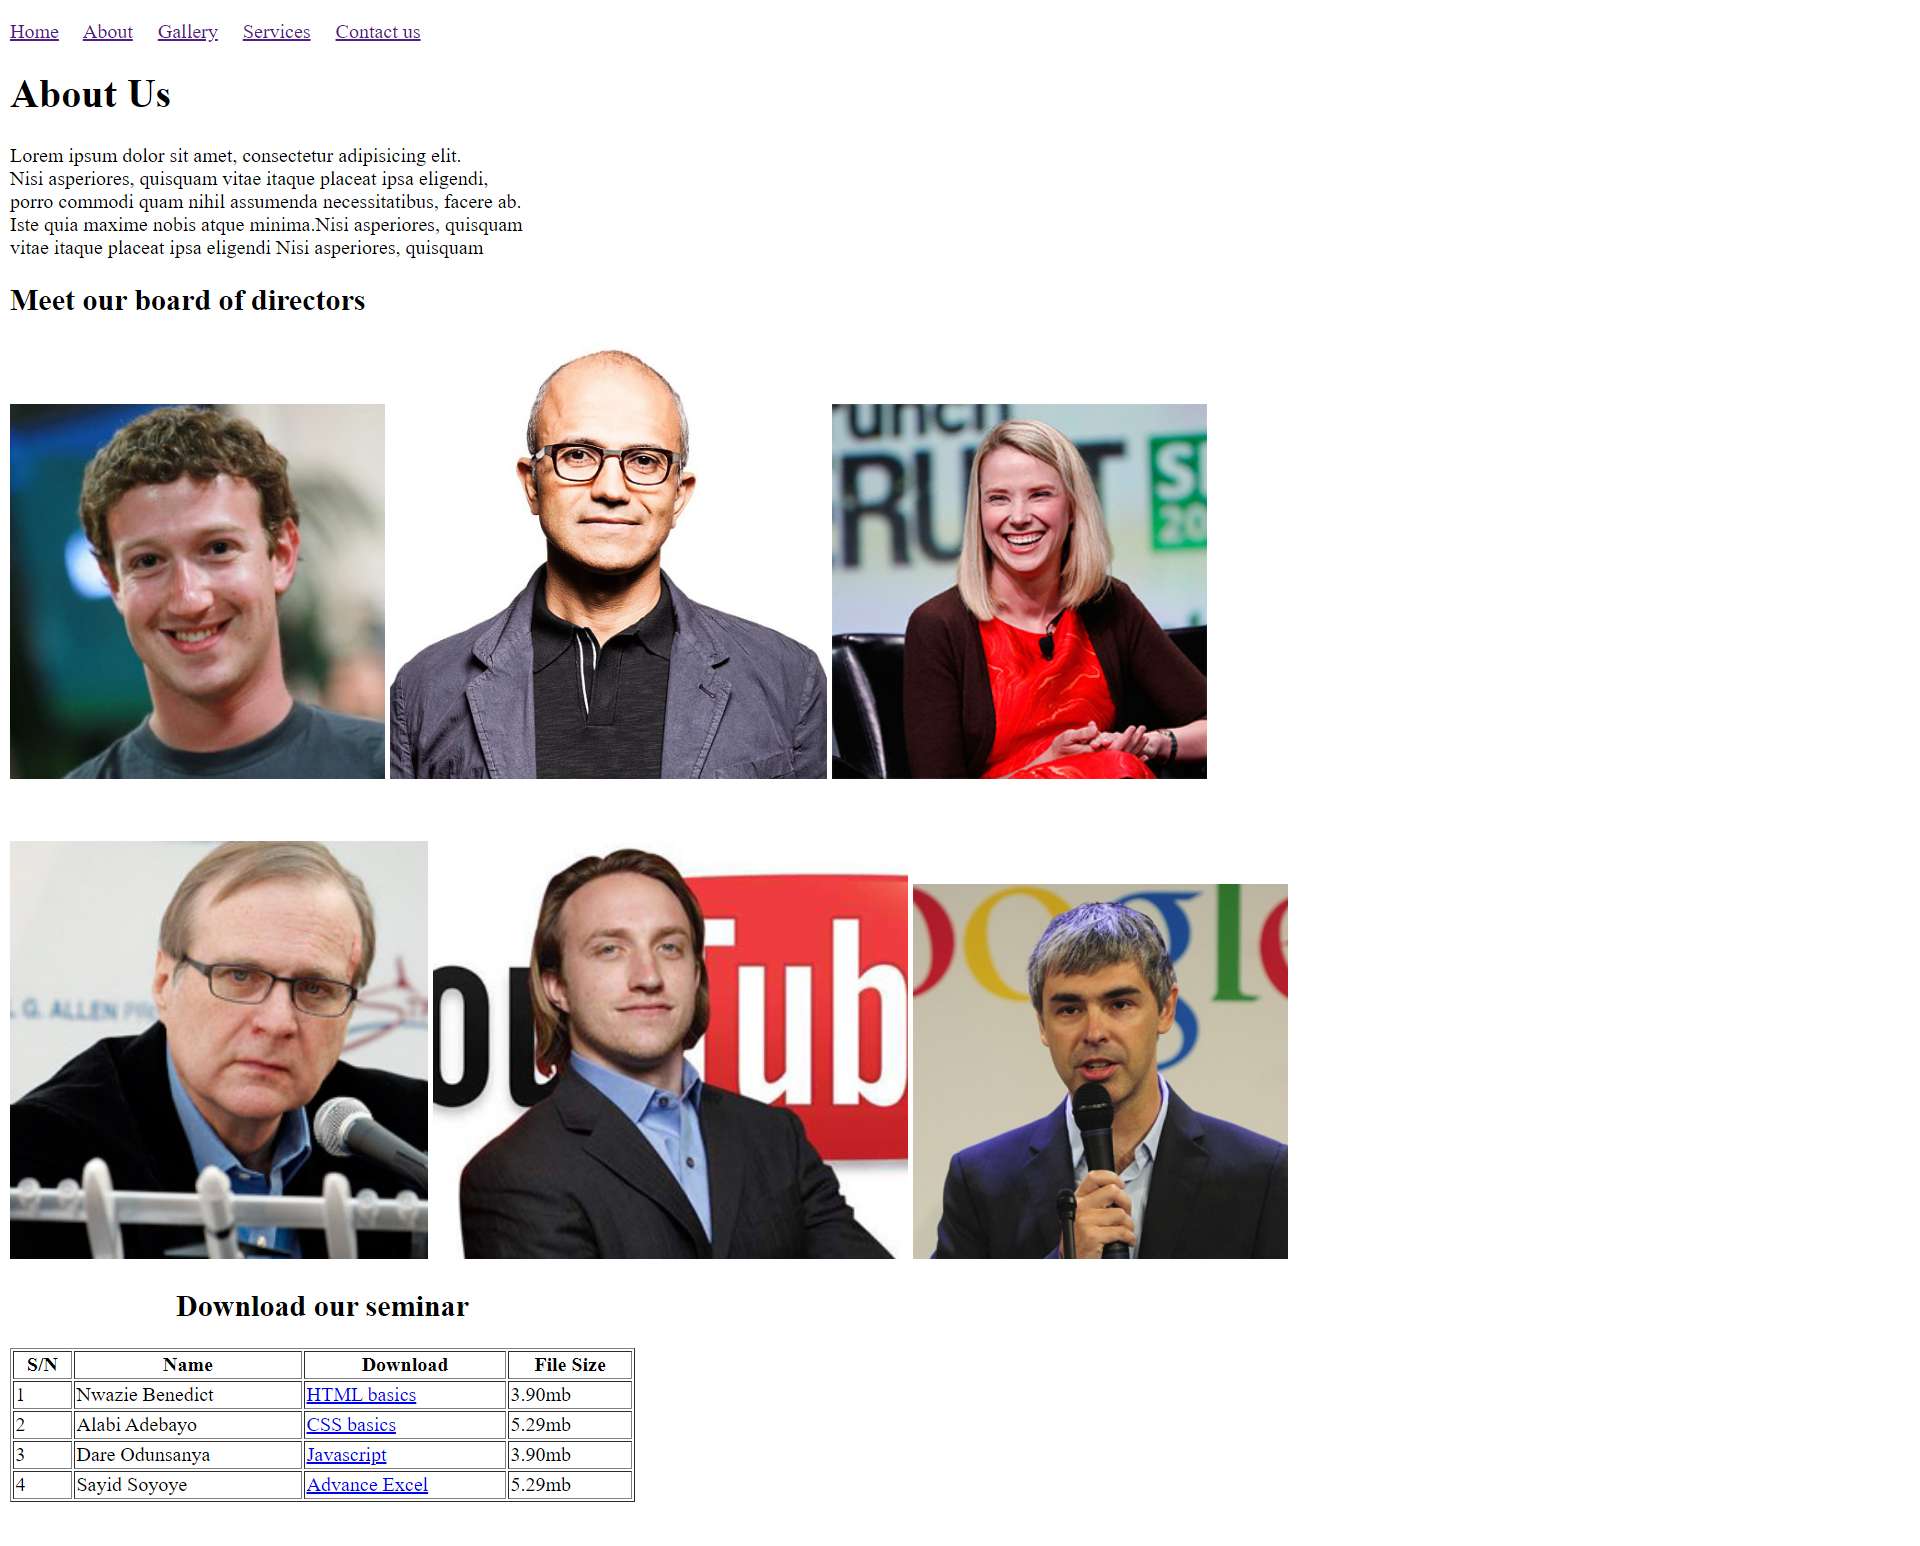 Home About Gallery Services Contact us
About Us
Lorem ipsum dolor sit amet, consectetur adipisicing elit.
Nisi asperiores, quisquam vitae itaque placeat ipsa eligendi,
porro commodi quam nihil assumenda necessitatibus, facere ab.
Iste quia maxime nobis atque minima.Nisi asperiores, quisquam
vitae itaque placeat ipsa eligendi Nisi asperiores, quisquam
Meet our board of directors
runch
ERUPT
SF
20
. G. ALLEN PR
ouTub
oogle
Download our seminar
S/N Name Download File Size
1 Nwazie Benedict HTML basics 3.90mb
2 Alabi Adebayo CSS basics 5.29mb
3 Dare Odunsanya Javascript 3.90mb
4 Sayid Soyoye Advance Excel 5.29mb